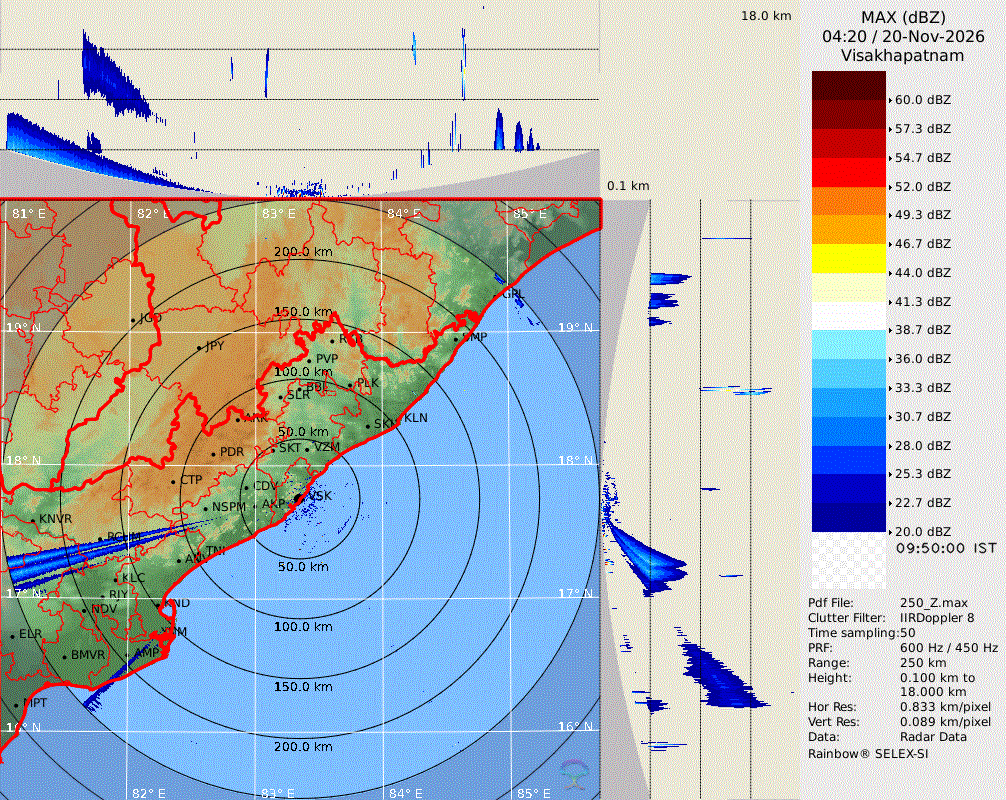 18.0 km
0.1 km
MAX (dBZ)
04:20 / 20-Nov-2026
Visakhapatnam
60.0 dBZ
57.3 dBZ
54.7 dBZ
52.0 dBZ
49.3 dBZ
46.7 dBZ
44.0 dBZ
41.3 dBZ
38.7 dBZ
36.0 dBZ
33.3 dBZ
30.7 dBZ
28.0 dBZ
25.3 dBZ
22.7 dBZ
20.0 dBZ
09:50:00 IST
Pdf File: 250_Z.max
Clutter Filter: IIRDoppler 8
Time sampling:50
PRF: 600 Hz / 450 Hz
Range: 250 km
Height: 0.100 km to
18.000 km
Hor Res: 0.833 km/pixel
Vert Res: 0.089 km/pixel
Data: Radar Data
Rainbow® SELEX-SI
81° E
82° E
83° E
84° E
85° E
200.0 km
GPL
150.0 km
JGD
19° N
19° N
JPY
PVP
100.0 km
PLK
SLR
KLN
50.0 km
SKT
VZM
PDR
18° N
18° N
CTP
CDV
VSK
NSPM
AKP
KNVR
TNI
50.0 km
KLC
RJY
17° N
17° N
NDV
100.0 km
ELR
BMVR
AMP
150.0 km
MPT
16° N
16° N
200.0 km
82° E
83° E
84° E
85° E